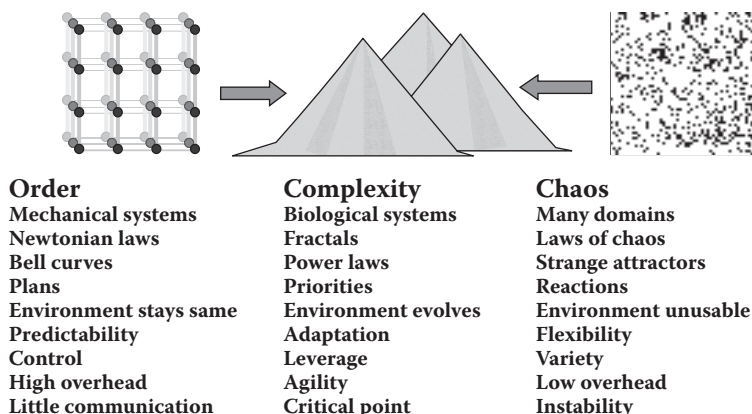 Order
Mechanical systems
Newtonian laws
Bell curves
Plans
Environment stays same
Predictability
Control
High overhead
Little communication
Complexity
Biological systems
Fractals
Power laws
Priorities
Environment evolves
Adaptation
Leverage
Agility
Critical point
Chaos
Many domains
Laws of chaos
Strange attractors
Reactions
Environment unusable
Flexibility
Variety
Low overhead
Instability